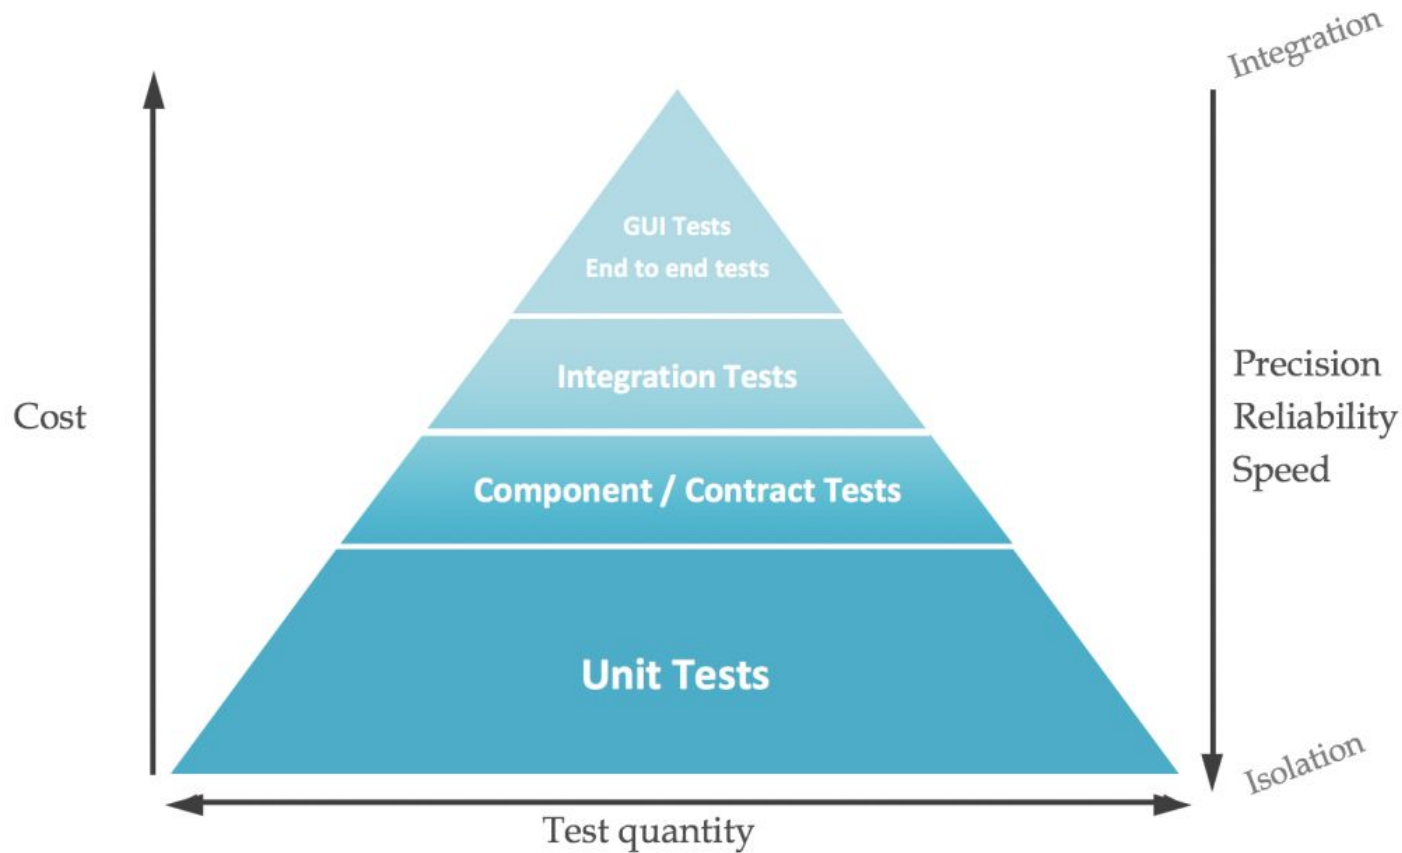 Integration
GUI Tests
End to end tests
Integration Tests
Component / Contract Tests
Unit Tests
Cost
Precision
Reliability
Speed
Isolation
Test quantity